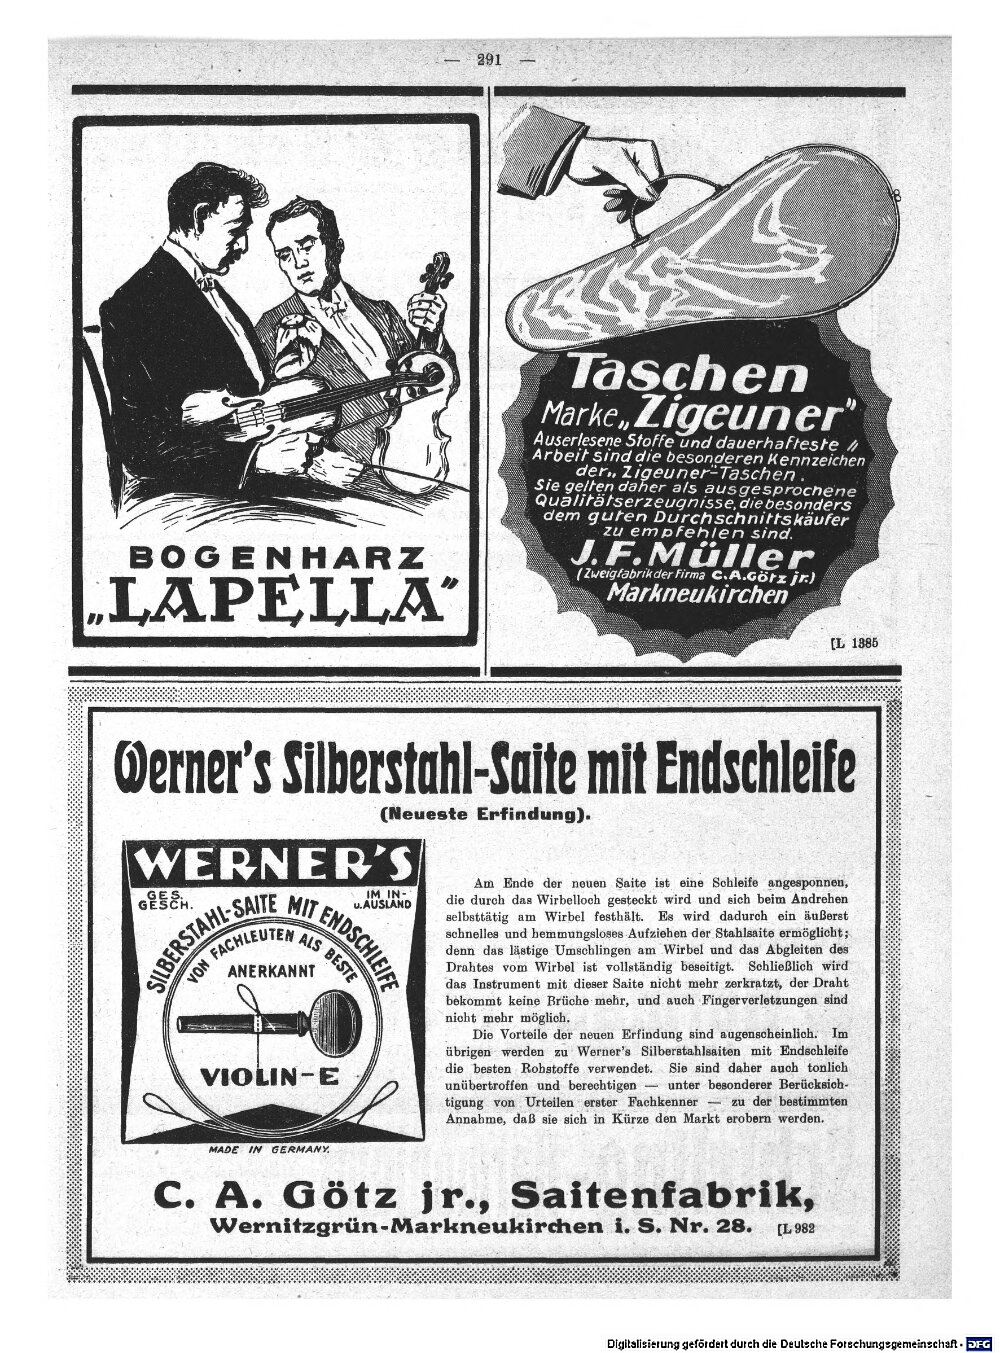 — 291 —
BOGENHARZ
„LAPELLA"
Taschen
Marke „Zigeuner"
Auserlesene Stoffe und dauerhafteste
Arbeit sind die besonderen Kennzeichen
der „Zigeuner"-Taschen.
Sie gelten daher als ausgesprochene
Qualitätserzeugnisse, die besonders
dem guten Durchschnittskäufer
zu empfehlen sind.
J. F. Müller
(Zweigfabrik der Firma C. A. Götz jr.)
Markneukirchen
[L 1385
Werner's Silberstahl-Saite mit Endschleife
(Neueste Erfindung).
WERNER'S
GES.
GESCH.
IM IN-
u. AUSLAND
SILBERSTAHL-SAITE MIT ENDSCHLEIFE
VON FACHLEUTEN ALS BESTE
ANERKANNT
VIOLIN-E
MADE IN GERMANY.
Am Ende der neuen Saite ist eine Schleife angesponnen,
die durch das Wirbelloch gesteckt wird und sich beim Andrehen
selbsttätig am Wirbel festhält. Es wird dadurch ein äußerst
schnelles und hemmungsloses Aufziehen der Stahlsaite ermöglicht;
denn das lästige Umschlingen am Wirbel und das Abgleiten des
Drahtes vom Wirbel ist vollständig beseitigt. Schließlich wird
das Instrument mit dieser Saite nicht mehr zerkratzt, der Draht
bekommt keine Brüche mehr, und auch Fingerverletzungen sind
nicht mehr möglich.
Die Vorteile der neuen Erfindung sind augenscheinlich. Im
übrigen werden zu Werner's Silberstahlsaiten mit Endschleife
die besten Rohstoffe verwendet. Sie sind daher auch tonlich
unübertroffen und berechtigen — unter besonderer Berücksich-
tigung von Urteilen erster Fachkenner — zu der bestimmten
Annahme, daß sie sich in Kürze den Markt erobern werden.
C. A. Götz jr., Saitenfabrik,
Wernitzgrün-Markneukirchen i. S. Nr. 28. [L 982
Digitalisierung gefördert durch die Deutsche Forschungsgemeinschaft - DFG